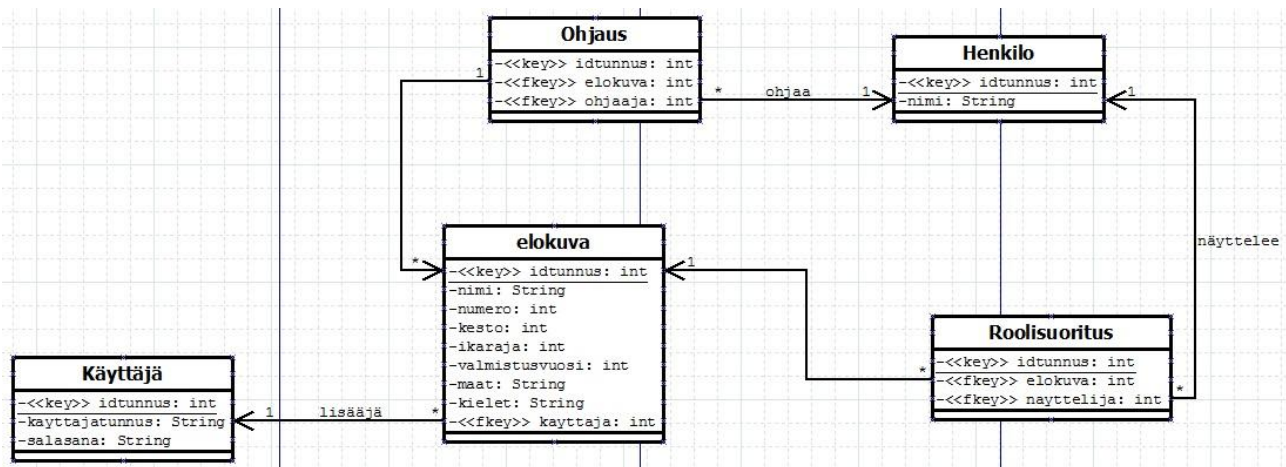 Ohjaus
-<<key>> idtunnus: int
-<<fkey>> elokuva: int
-<<fkey>> ohjaaja: int
1
*
ohjaa
1
Henkilo
-<<key>> idtunnus: int
-nimi: String
1
näyttelee
elokuva
-<<key>> idtunnus: int
-nimi: String
-numero: int
-kesto: int
-ikaraja: int
-valmistusvuosi: int
-maat: String
-kielet: String
-<<fkey>> kayttaja: int
*
1
Roolisuoritus
-<<key>> idtunnus: int
-<<fkey>> elokuva: int
-<<fkey>> nayttelija: int
*
*
Käyttäjä
-<<key>> idtunnus: int
-kayttajatunnus: String
-salasana: String
1
lisääjä
*